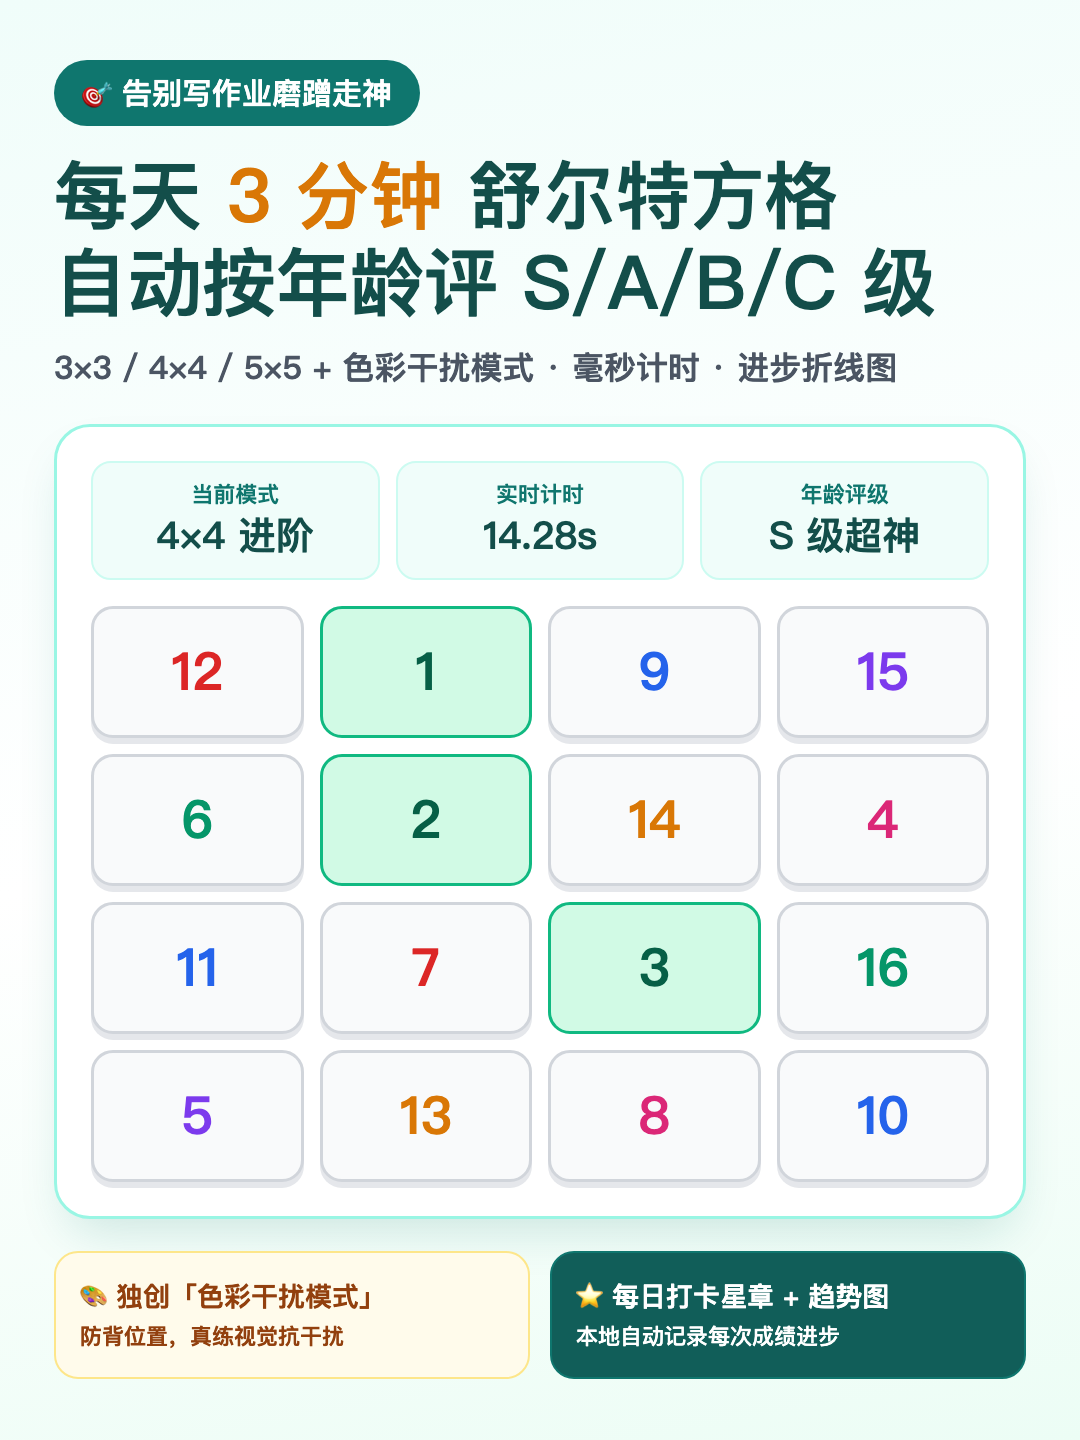 告别写作业磨蹭走神
每天 3 分钟 舒尔特方格
自动按年龄评 S/A/B/C 级
3×3 / 4×4 / 5×5 + 色彩干扰模式 · 毫秒计时 · 进步折线图
当前模式
4×4 进阶
实时计时
14.28s
年龄评级
S 级超神
12 1 9 15
6 2 14 4
11 7 3 16
5 13 8 10
独创「色彩干扰模式」
防背位置，真练视觉抗干扰
每日打卡星章 + 趋势图
本地自动记录每次成绩进步